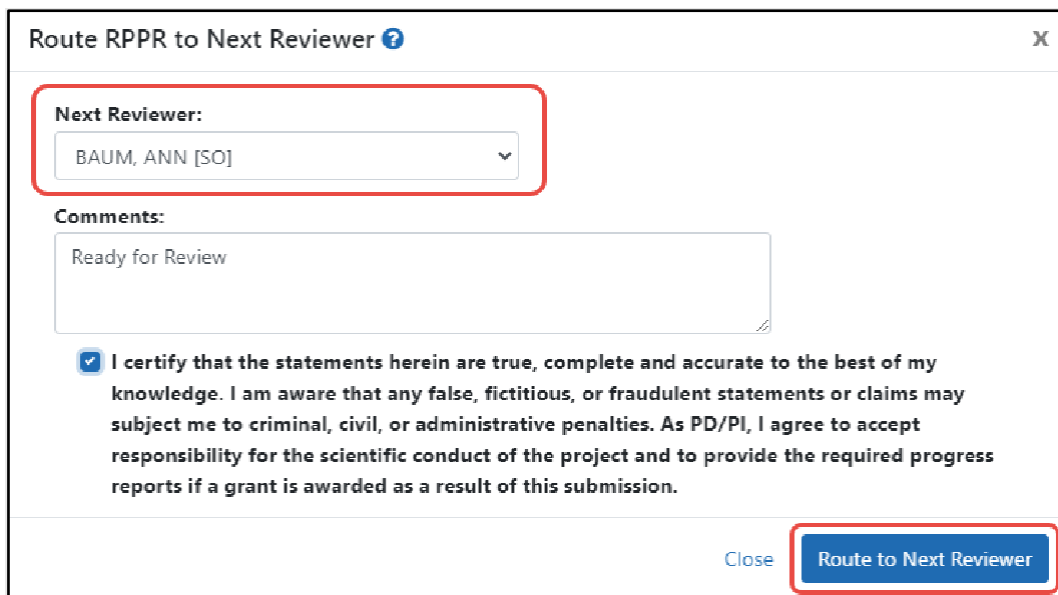 Route RPPR to Next Reviewer ?
X
Next Reviewer:
BAUM, ANN [SO]
Comments:
Ready for Review
I certify that the statements herein are true, complete and accurate to the best of my
knowledge. I am aware that any false, fictitious, or fraudulent statements or claims may
subject me to criminal, civil, or administrative penalties. As PD/PI, I agree to accept
responsibility for the scientific conduct of the project and to provide the required progress
reports if a grant is awarded as a result of this submission.
Close
Route to Next Reviewer